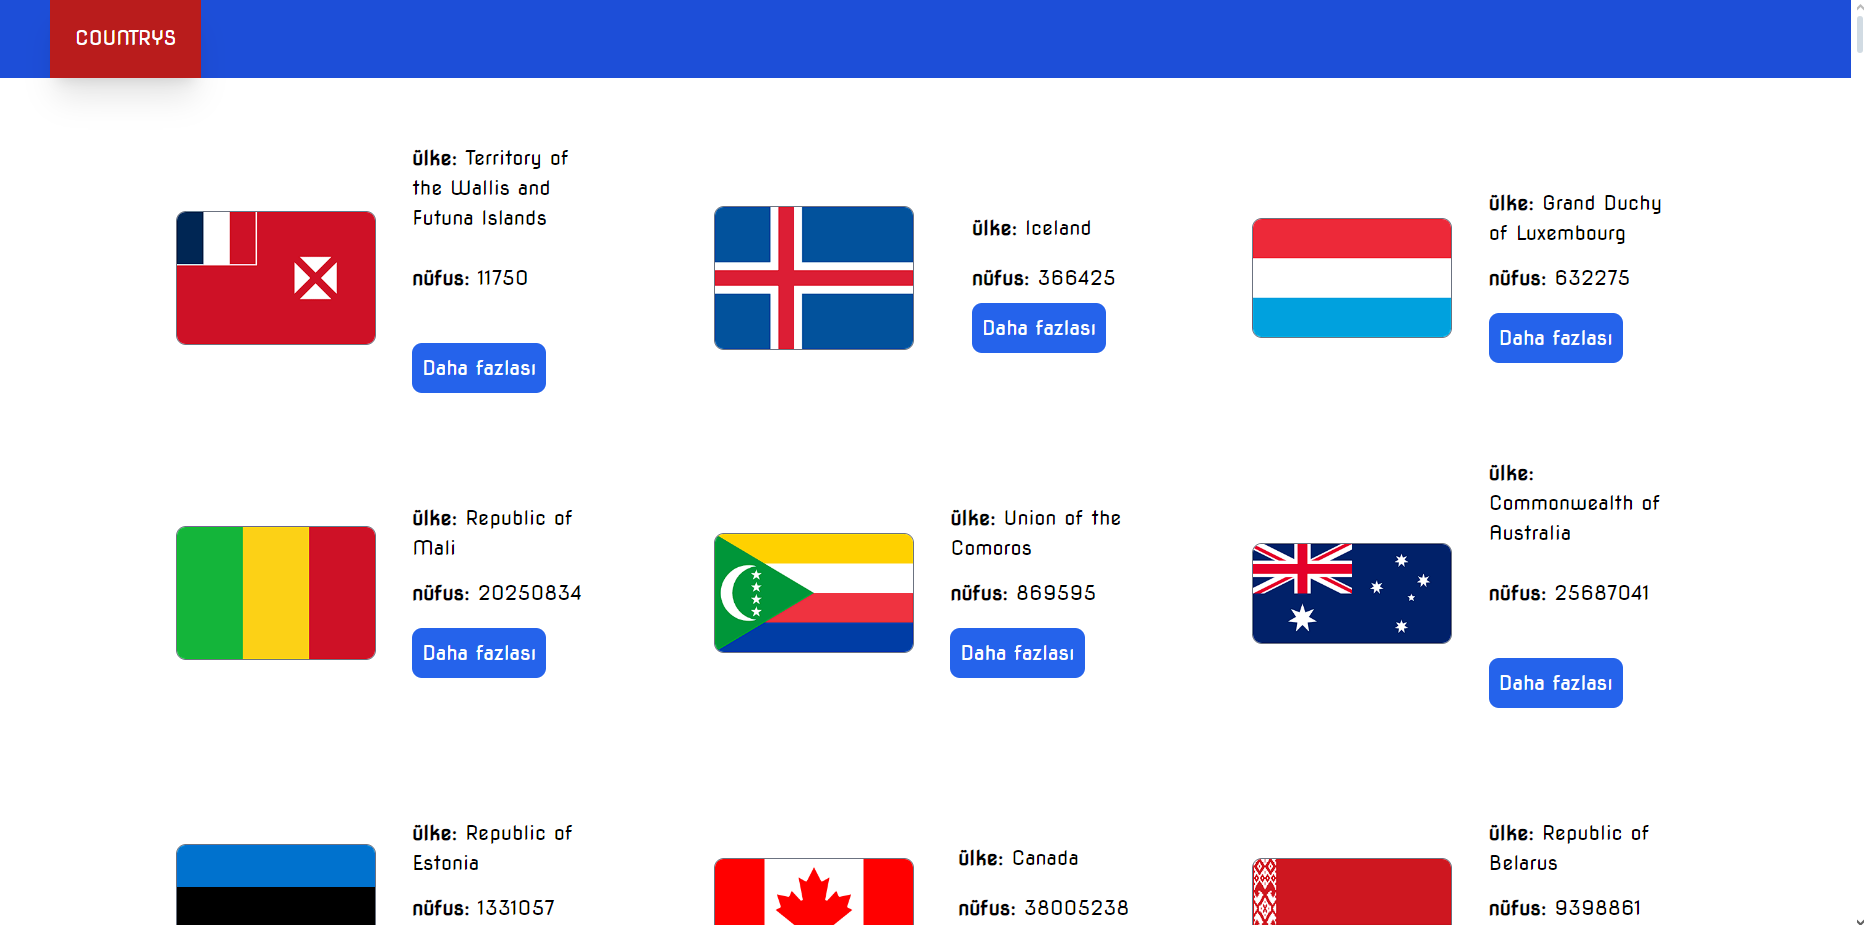 COUNTRYS
ülke: Territory of
the Wallis and
Futuna Islands
nüfus: 11750
Daha fazlası
ülke: Iceland
nüfus: 366425
Daha fazlası
ülke: Grand Duchy
of Luxembourg
nüfus: 632275
Daha fazlası
ülke: Republic of
Mali
nüfus: 20250834
Daha fazlası
ülke: Union of the
Comoros
nüfus: 869595
Daha fazlası
ülke:
Commonwealth of
Australia
nüfus: 25687041
Daha fazlası
ülke: Republic of
Estonia
nüfus: 1331057
ülke: Canada
nüfus: 38005238
ülke: Republic of
Belarus
nüfus: 9398861